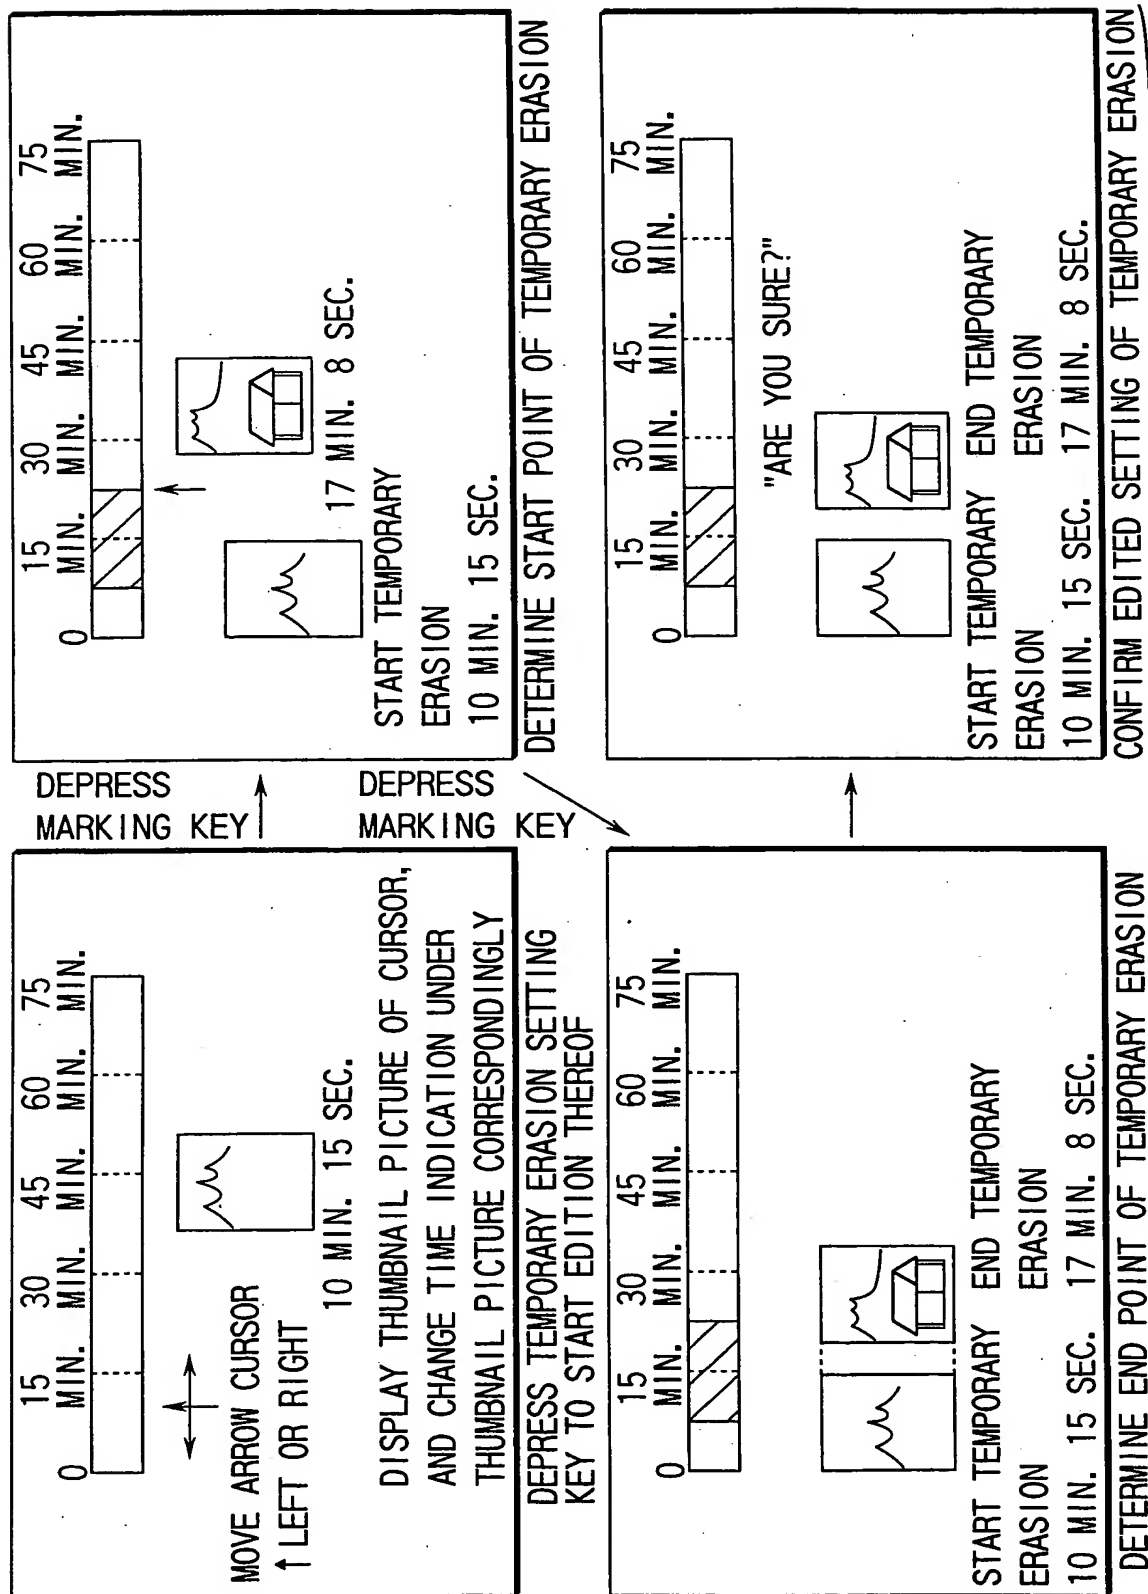 0
15 MIN.
30 MIN.
45 MIN.
60 MIN.
75 MIN.
MOVE ARROW CURSOR
↑ LEFT OR RIGHT
10 MIN. 15 SEC.
DISPLAY THUMBNAIL PICTURE OF CURSOR,
AND CHANGE TIME INDICATION UNDER
THUMBNAIL PICTURE CORRESPONDINGLY
DEPRESS TEMPORARY ERASION SETTING
KEY TO START EDITION THEREOF
DEPRESS
MARKING KEY
0
15 MIN.
30 MIN.
45 MIN.
60 MIN.
75 MIN.
17 MIN. 8 SEC.
START TEMPORARY
ERASION
10 MIN. 15 SEC.
DETERMINE START POINT OF TEMPORARY ERASION
DEPRESS
MARKING KEY
0
15 MIN.
30 MIN.
45 MIN.
60 MIN.
75 MIN.
START TEMPORARY END TEMPORARY
ERASION ERASION
10 MIN. 15 SEC. 17 MIN. 8 SEC.
DETERMINE END POINT OF TEMPORARY ERASION
0
15 MIN.
30 MIN.
45 MIN.
60 MIN.
75 MIN.
"ARE YOU SURE?"
START TEMPORARY END TEMPORARY
ERASION ERASION
10 MIN. 15 SEC. 17 MIN. 8 SEC.
CONFIRM EDITED SETTING OF TEMPORARY ERASION